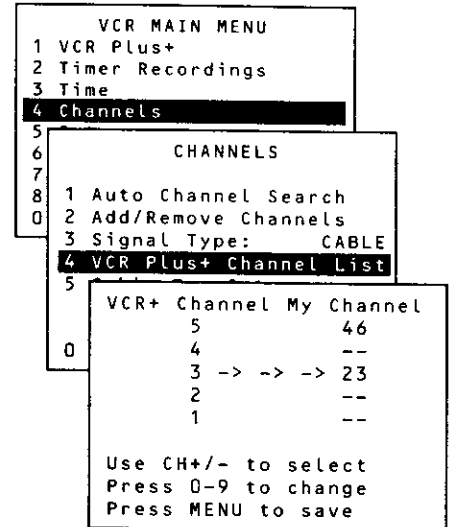 VCR MAIN MENU
1 VCR Plus+
2 Timer Recordings
3 Time
4 Channels
5
6
7
8
0
CHANNELS
1 Auto Channel Search
2 Add/Remove Channels
3 Signal Type: CABLE
4 VCR Plus+ Channel List
5
0
VCR+ Channel My Channel
5 46
4 --
3 -> -> -> 23
2 --
1 --
Use CH+/- to select
Press 0-9 to change
Press MENU to save